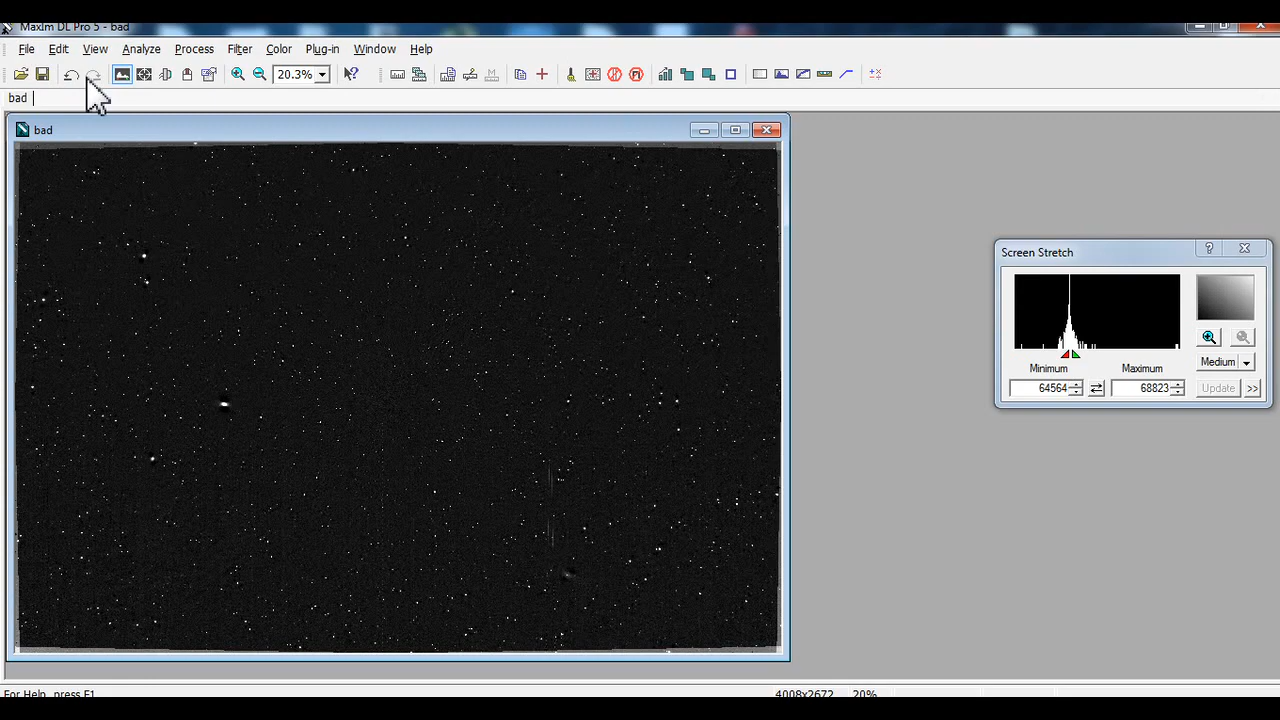 MaxIm DL Pro 5 - bad
File Edit View Analyze Process Filter Color Plug-in Window Help
20.3%
bad
bad
Screen Stretch
Minimum Maximum
Medium
64564 68823 Update >>
For Help, press F1 4008x2672 20%